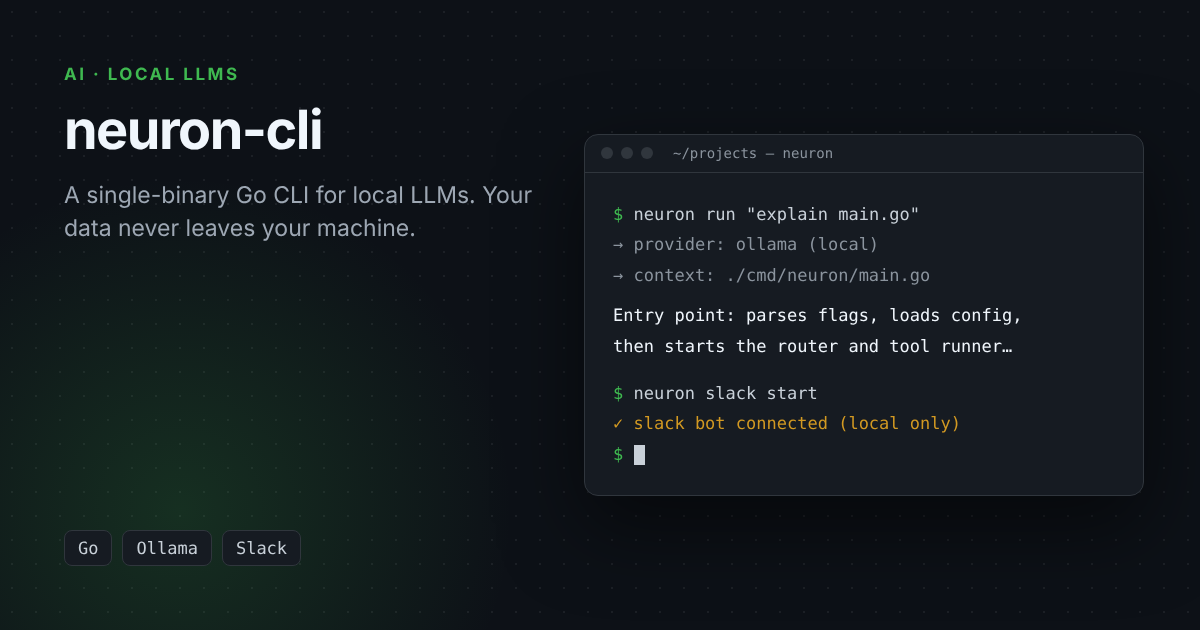 AI · LOCAL LLMS
neuron-cli
A single-binary Go CLI for local LLMs. Your
data never leaves your machine.
~/projects — neuron
$ neuron run "explain main.go"
→ provider: ollama (local)
→ context: ./cmd/neuron/main.go
Entry point: parses flags, loads config,
then starts the router and tool runner…
$ neuron slack start
✓ slack bot connected (local only)
$
Go
Ollama
Slack